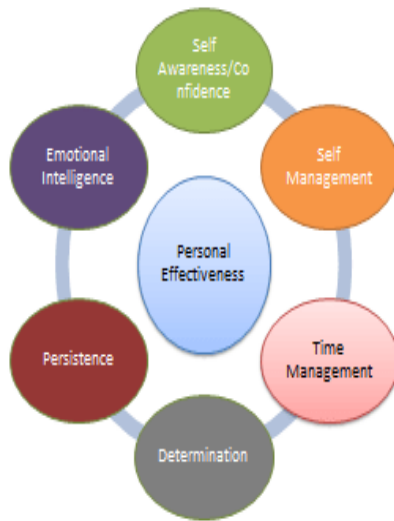 Self
Awareness/Co
nfidence
Emotional
Intelligence
Self
Management
Personal
Effectiveness
Persistence
Time
Management
Determination